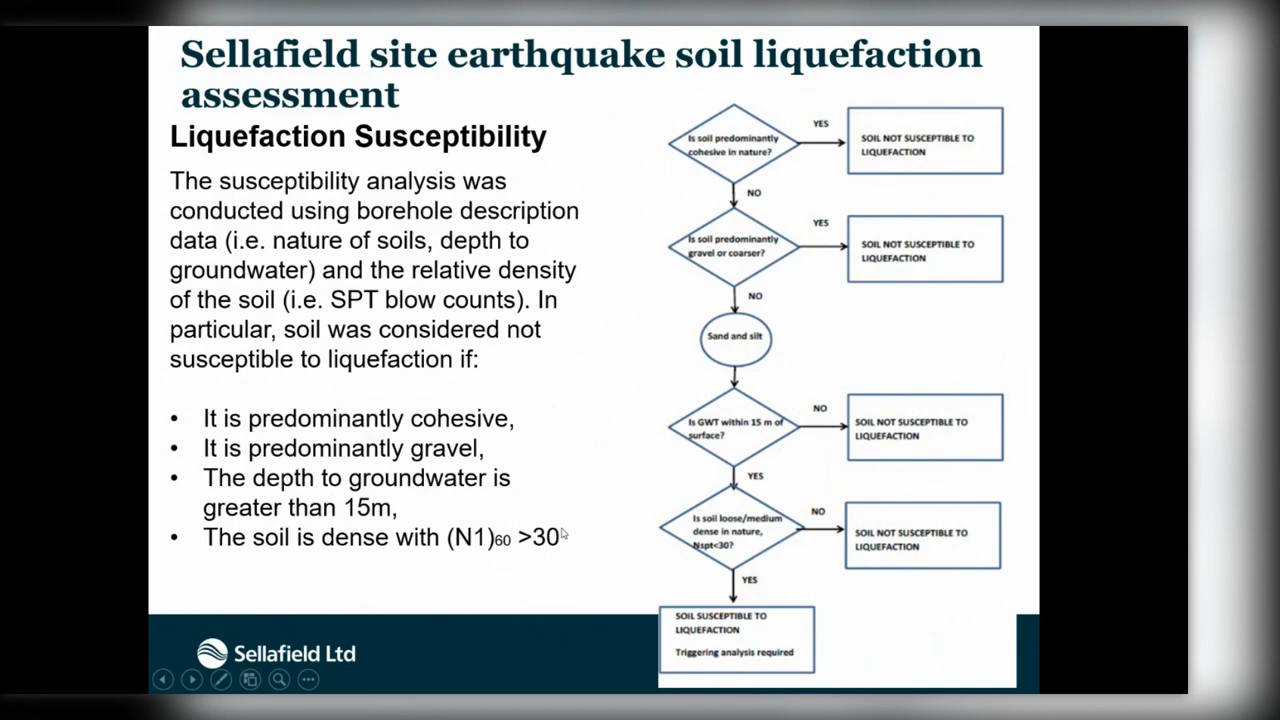 Sellafield site earthquake soil liquefaction
assessment
Liquefaction Susceptibility
The susceptibility analysis was
conducted using borehole description
data (i.e. nature of soils, depth to
groundwater) and the relative density
of the soil (i.e. SPT blow counts). In
particular, soil was considered not
susceptible to liquefaction if:
• It is predominantly cohesive,
• It is predominantly gravel,
• The depth to groundwater is
greater than 15m,
• The soil is dense with (N1)60 >30
Is soil predominantly
cohesive in nature?
YES
SOIL NOT SUSCEPTIBLE TO
LIQUEFACTION
NO
Is soil predominantly
gravel or coarser?
YES
SOIL NOT SUSCEPTIBLE TO
LIQUEFACTION
NO
Sand and silt
Is GWT within 15 m of
surface?
NO
SOIL NOT SUSCEPTIBLE TO
LIQUEFACTION
YES
Is soil loose/medium
dense in nature,
Nspt<30?
NO
SOIL NOT SUSCEPTIBLE TO
LIQUEFACTION
YES
SOIL SUSCEPTIBLE TO
LIQUEFACTION
Triggering analysis required
Sellafield Ltd